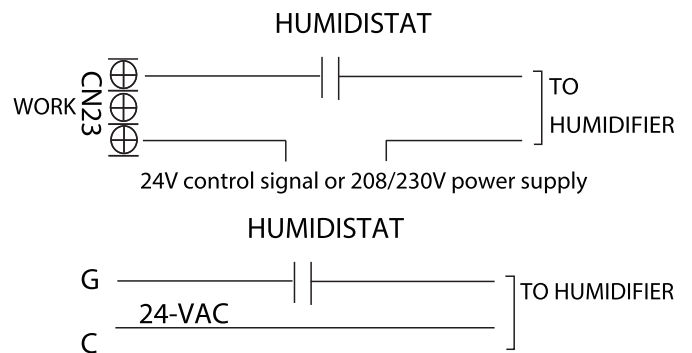 HUMIDISTAT
WORK
CN23
TO
HUMIDIFIER
24V control signal or 208/230V power supply
HUMIDISTAT
G
TO HUMIDIFIER
24-VAC
C